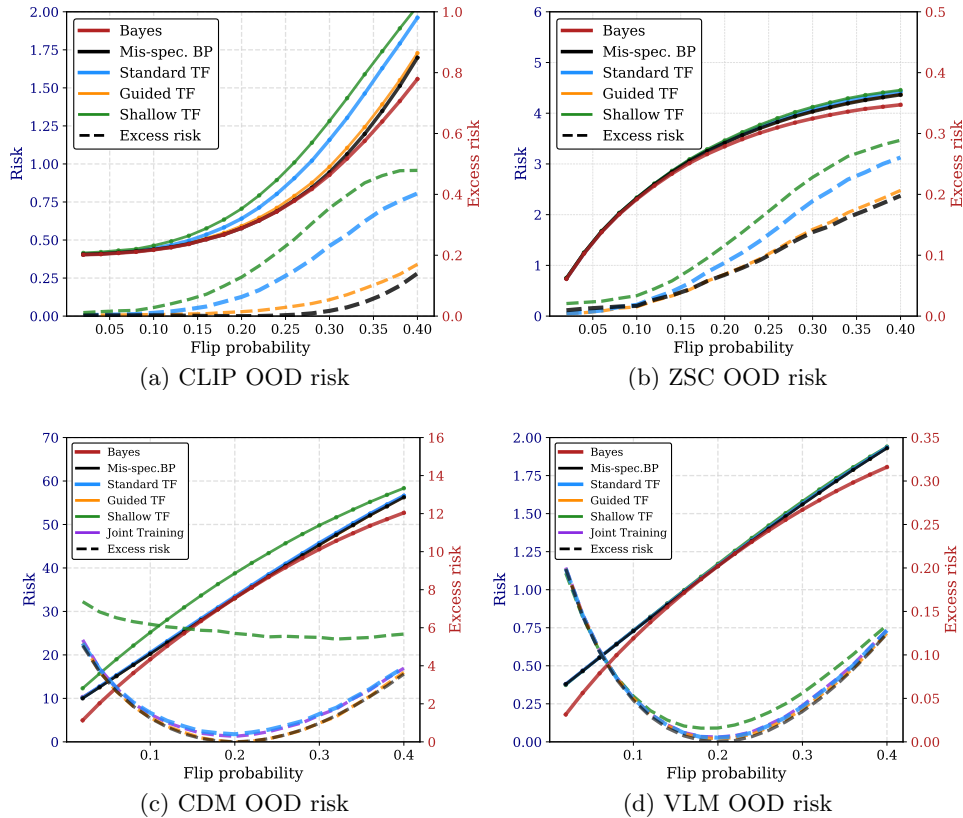 2.00
1.75
1.50
1.25
1.00
0.75
0.50
0.25
0.00
Risk
Bayes
Mis-spec. BP
Standard TF
Guided TF
Shallow TF
Excess risk
1.0
0.8
0.6
0.4
0.2
0.0
Excess risk
0.05 0.10 0.15 0.20 0.25 0.30 0.35 0.40
Flip probability
(a) CLIP OOD risk
6
5
4
3
2
1
0
Risk
Bayes
Mis-spec. BP
Standard TF
Guided TF
Shallow TF
Excess risk
0.5
0.4
0.3
0.2
0.1
0.0
Excess risk
0.05 0.10 0.15 0.20 0.25 0.30 0.35 0.40
Flip probability
(b) ZSC OOD risk
70
60
50
40
30
20
10
0
Risk
Bayes
Mis-spec.BP
Standard TF
Guided TF
Shallow TF
Joint Training
Excess risk
16
14
12
10
8
6
4
2
0
Excess risk
0.1 0.2 0.3 0.4
Flip probability
(c) CDM OOD risk
2.00
1.75
1.50
1.25
1.00
0.75
0.50
0.25
0.00
Risk
Bayes
Mis-spec.BP
Standard TF
Guided TF
Shallow TF
Joint Training
Excess risk
0.35
0.30
0.25
0.20
0.15
0.10
0.05
0.00
Excess risk
0.1 0.2 0.3 0.4
Flip probability
(d) VLM OOD risk